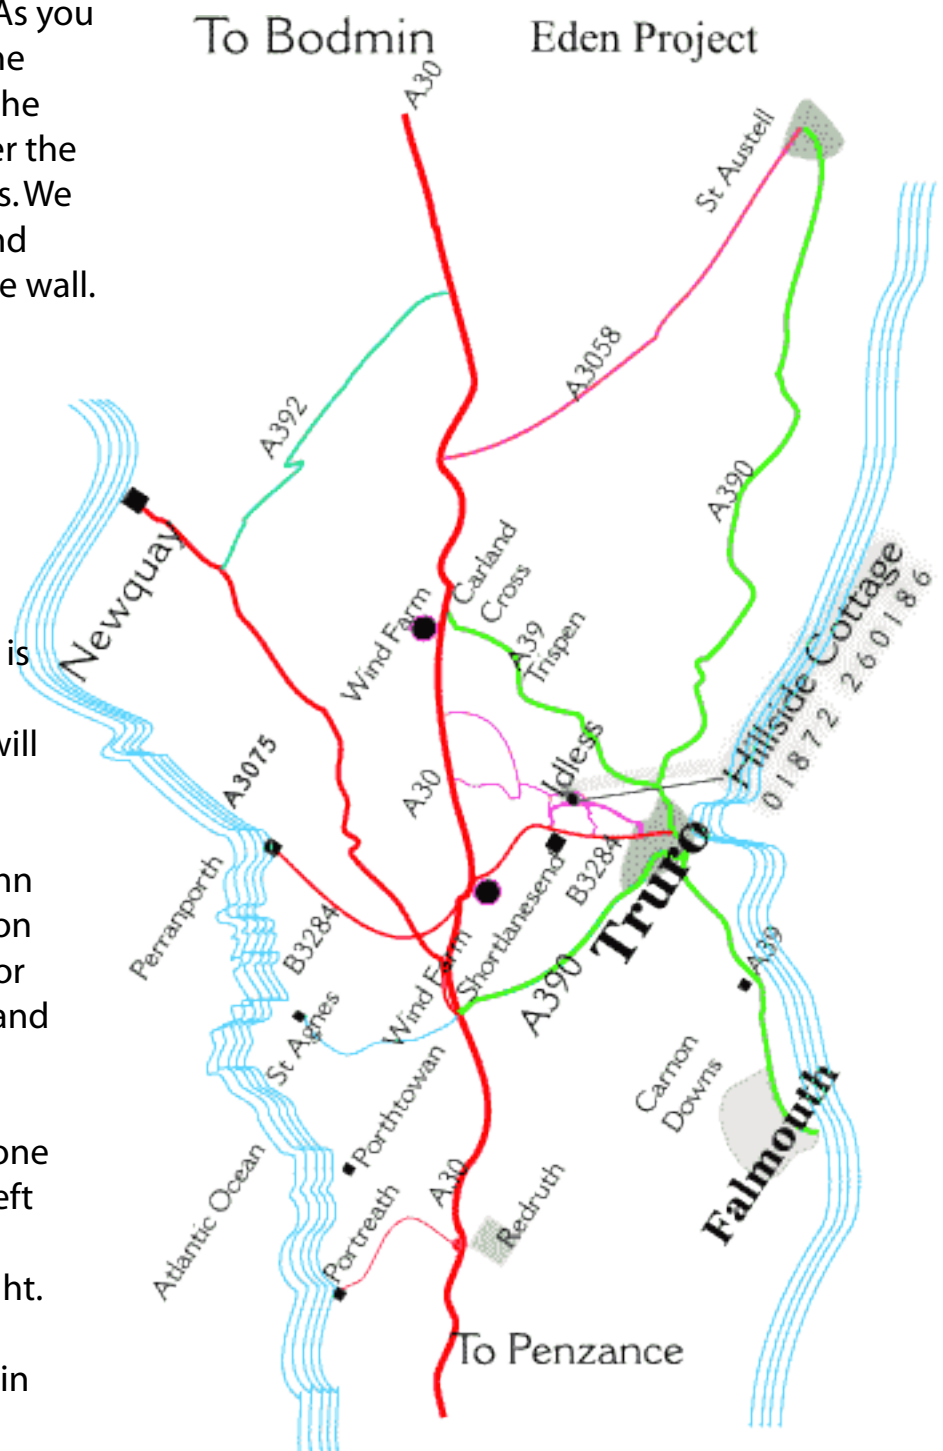 As you
he
he
er the
s. We
nd
e wall.
is
will
nn
on
or
and
one
eft
ht.
in
To Bodmin
Eden Project
A30
St Austell
A3058
A392
A390
Newquay
Carland
Cross
Wind Farm
A39
Trispen
Hillside Cottage
01872 260186
Idless
A3075
A30
Perranporth
B3284
B3284
Truro
Shortlanesend
Wind Farm
A390
A39
St Agnes
Carnon
Downs
Porthtowan
Falmouth
Atlantic Ocean
A30
Redruth
Portreath
To Penzance